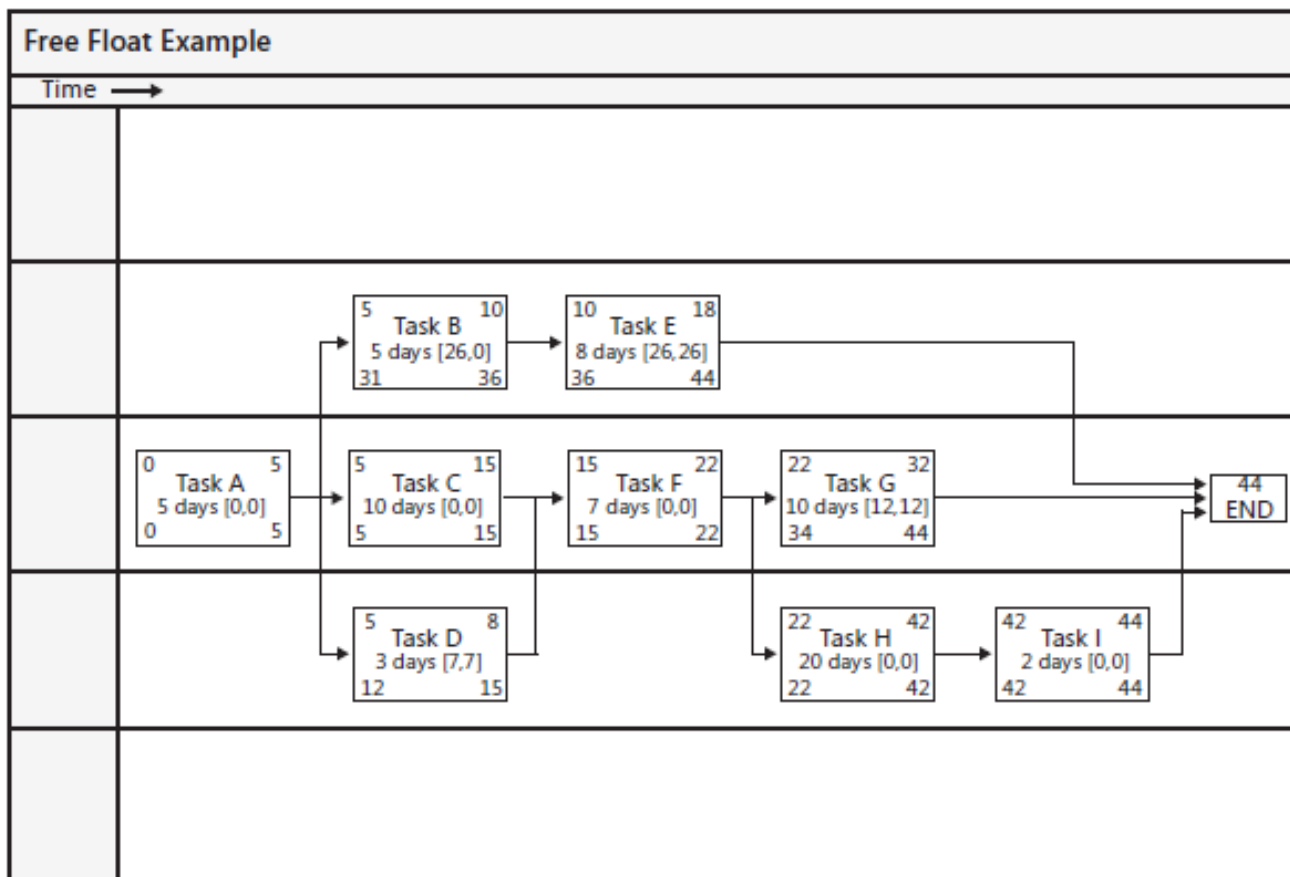 Free Float Example
Time
5 10
Task B
5 days [26,0]
31 36
10 18
Task E
8 days [26,26]
36 44
0 5
Task A
5 days [0,0]
0 5
5 15
Task C
10 days [0,0]
5 15
15 22
Task F
7 days [0,0]
15 22
22 32
Task G
10 days [12,12]
34 44
44
END
5 8
Task D
3 days [7,7]
12 15
22 42
Task H
20 days [0,0]
22 42
42 44
Task I
2 days [0,0]
42 44